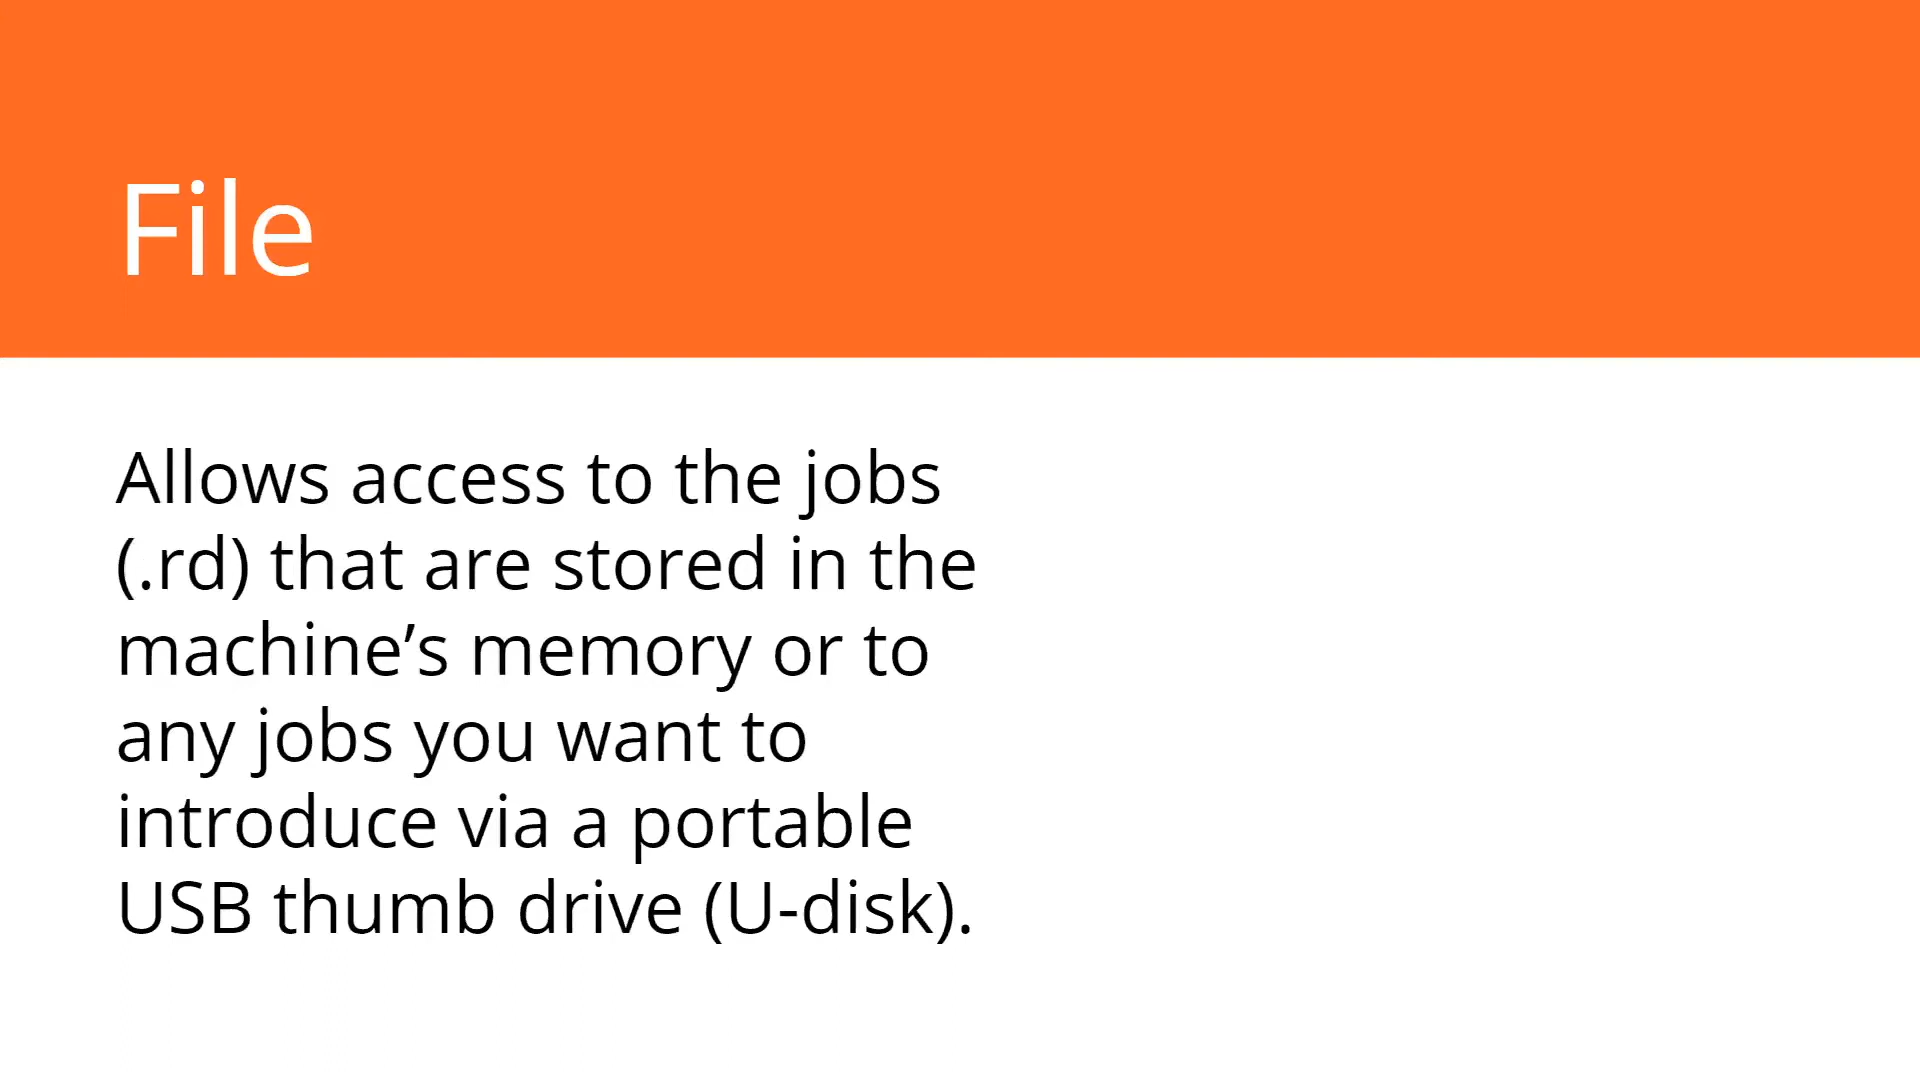 File
Allows access to the jobs
(.rd) that are stored in the
machine’s memory or to
any jobs you want to
introduce via a portable
USB thumb drive (U-disk).